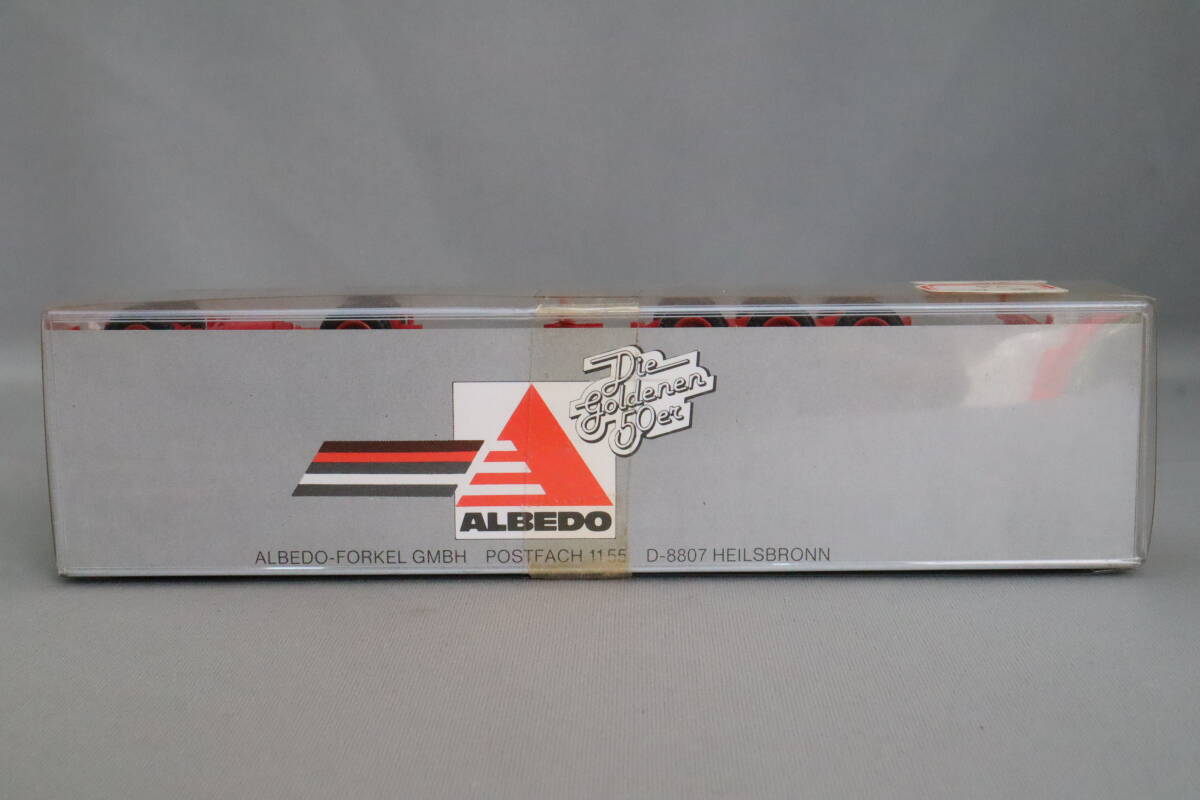 Die
Goldenen
50er
ALBEDO
ALBEDO-FORKEL GMBH POSTFACH 1155 D-8807 HEILSBRONN